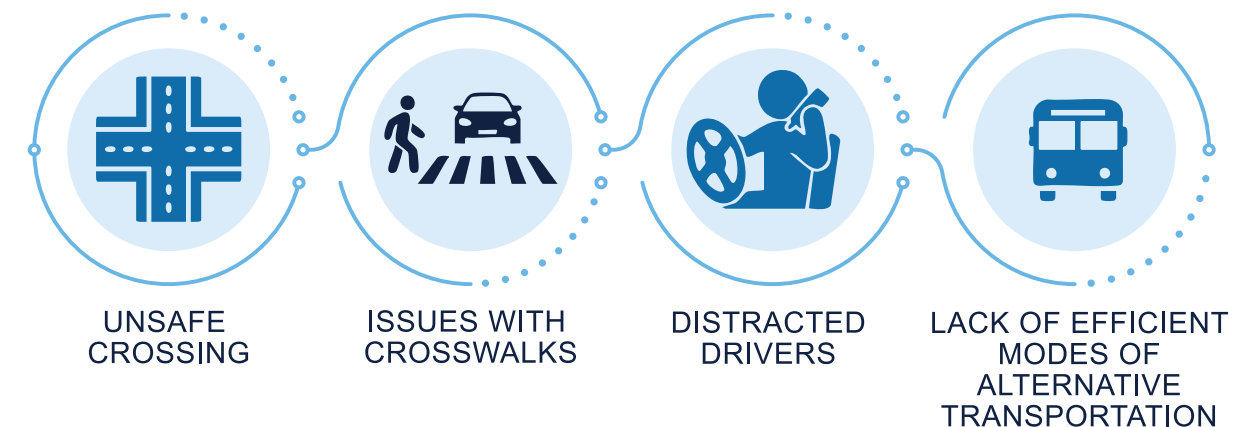 UNSAFE
CROSSING
ISSUES WITH
CROSSWALKS
DISTRACTED
DRIVERS
LACK OF EFFICIENT
MODES OF
ALTERNATIVE
TRANSPORTATION